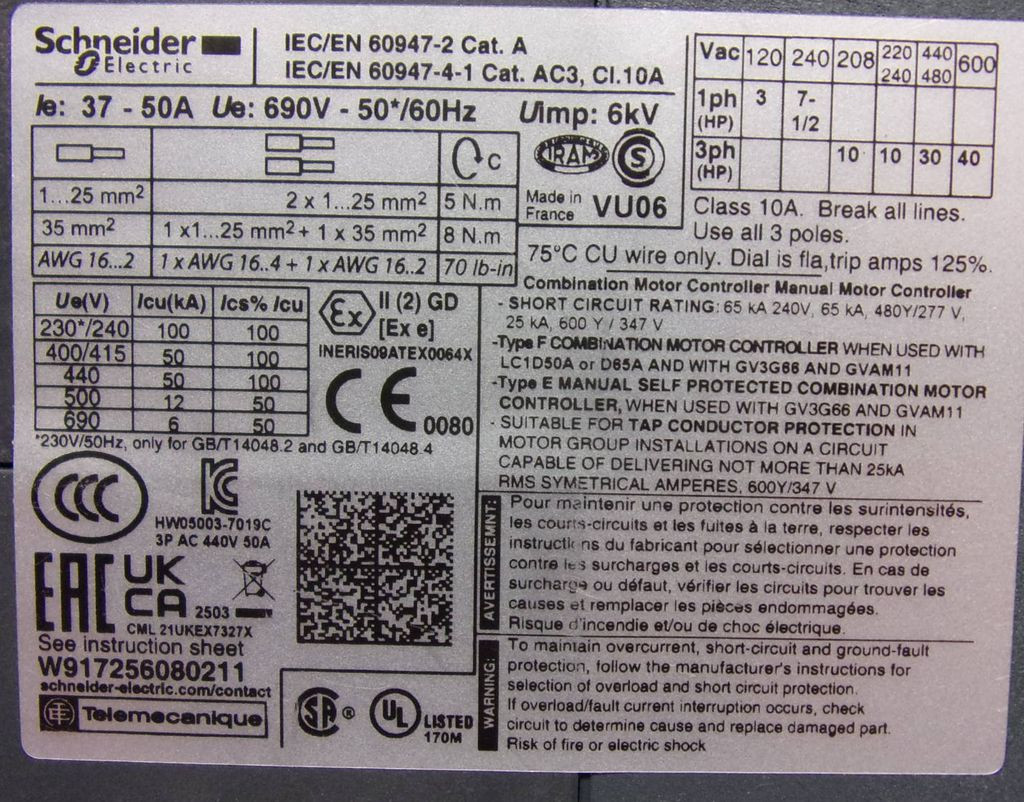 Schneider Electric
IEC/EN 60947-2 Cat. A
IEC/EN 60947-4-1 Cat. AC3, Cl.10A
Ie: 37 - 50A Ue: 690V - 50*/60Hz UImp: 6kV
C
1...25 mm² 2 x 1...25 mm² 5 N.m
35 mm² 1 x1...25 mm² + 1 x 35 mm² 8 N.m
AWG 16..2 1 x AWG 16..4 + 1 x AWG 16..2 70 lb-in
IRAM S
Made in France VU06
Vac 120 240 208 220 240 440 480 600
1ph (HP) 3 7-1/2
3ph (HP) 10 10 30 40
Class 10A. Break all lines.
Use all 3 poles.
75°C CU wire only. Dial is fla,trip amps 125%.
Ue(V) Icu(kA) Ics% Icu
230*/240 100 100
400/415 50 100
440 50 100
500 12 50
690 6 50
*230V/50Hz, only for GB/T14048.2 and GB/T14048.4
Ex II (2) GD
[Ex e]
INERIS09ATEX0064X
CE 0080
Combination Motor Controller Manual Motor Controller
- SHORT CIRCUIT RATING: 65 kA 240V, 65 kA, 480Y/277 V,
25 kA, 600 Y / 347 V
-Type F COMBINATION MOTOR CONTROLLER WHEN USED WITH
LC1D50A or D65A AND WITH GV3G66 AND GVAM11
-Type E MANUAL SELF PROTECTED COMBINATION MOTOR
CONTROLLER, WHEN USED WITH GV3G66 AND GVAM11
- SUITABLE FOR TAP CONDUCTOR PROTECTION IN
MOTOR GROUP INSTALLATIONS ON A CIRCUIT
CAPABLE OF DELIVERING NOT MORE THAN 25kA
RMS SYMETRICAL AMPERES, 600Y/347 V
CCC KC
HW05003-7019C
3P AC 440V 50A
EAC UK CA 2503
CML 21UKEX7327X
See instruction sheet
W917256080211
schneider-electric.com/contact
Telemecanique
SA ® UL LISTED
170M
AVERTISSEMENT:
Pour maintenir une protection contre les surintensités,
les courts-circuits et les fuites à la terre, respecter les
instructions du fabricant pour sélectionner une protection
contre les surcharges et les courts-circuits. En cas de
surcharge ou défaut, vérifier les circuits pour trouver les
causes et remplacer les pièces endommagées.
Risque d'incendie et/ou de choc électrique.
WARNING:
To maintain overcurrent, short-circuit and ground-fault
protection, follow the manufacturer's instructions for
selection of overload and short circuit protection.
If overload/fault current interruption occurs, check
circuit to determine cause and replace damaged part.
Risk of fire or electric shock